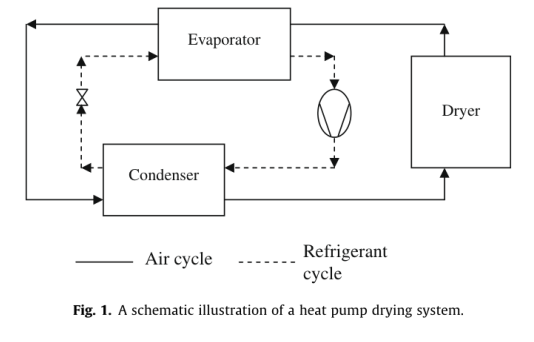 Evaporator
Dryer
Condenser
Air cycle
Refrigerant
cycle
Fig. 1. A schematic illustration of a heat pump drying system.